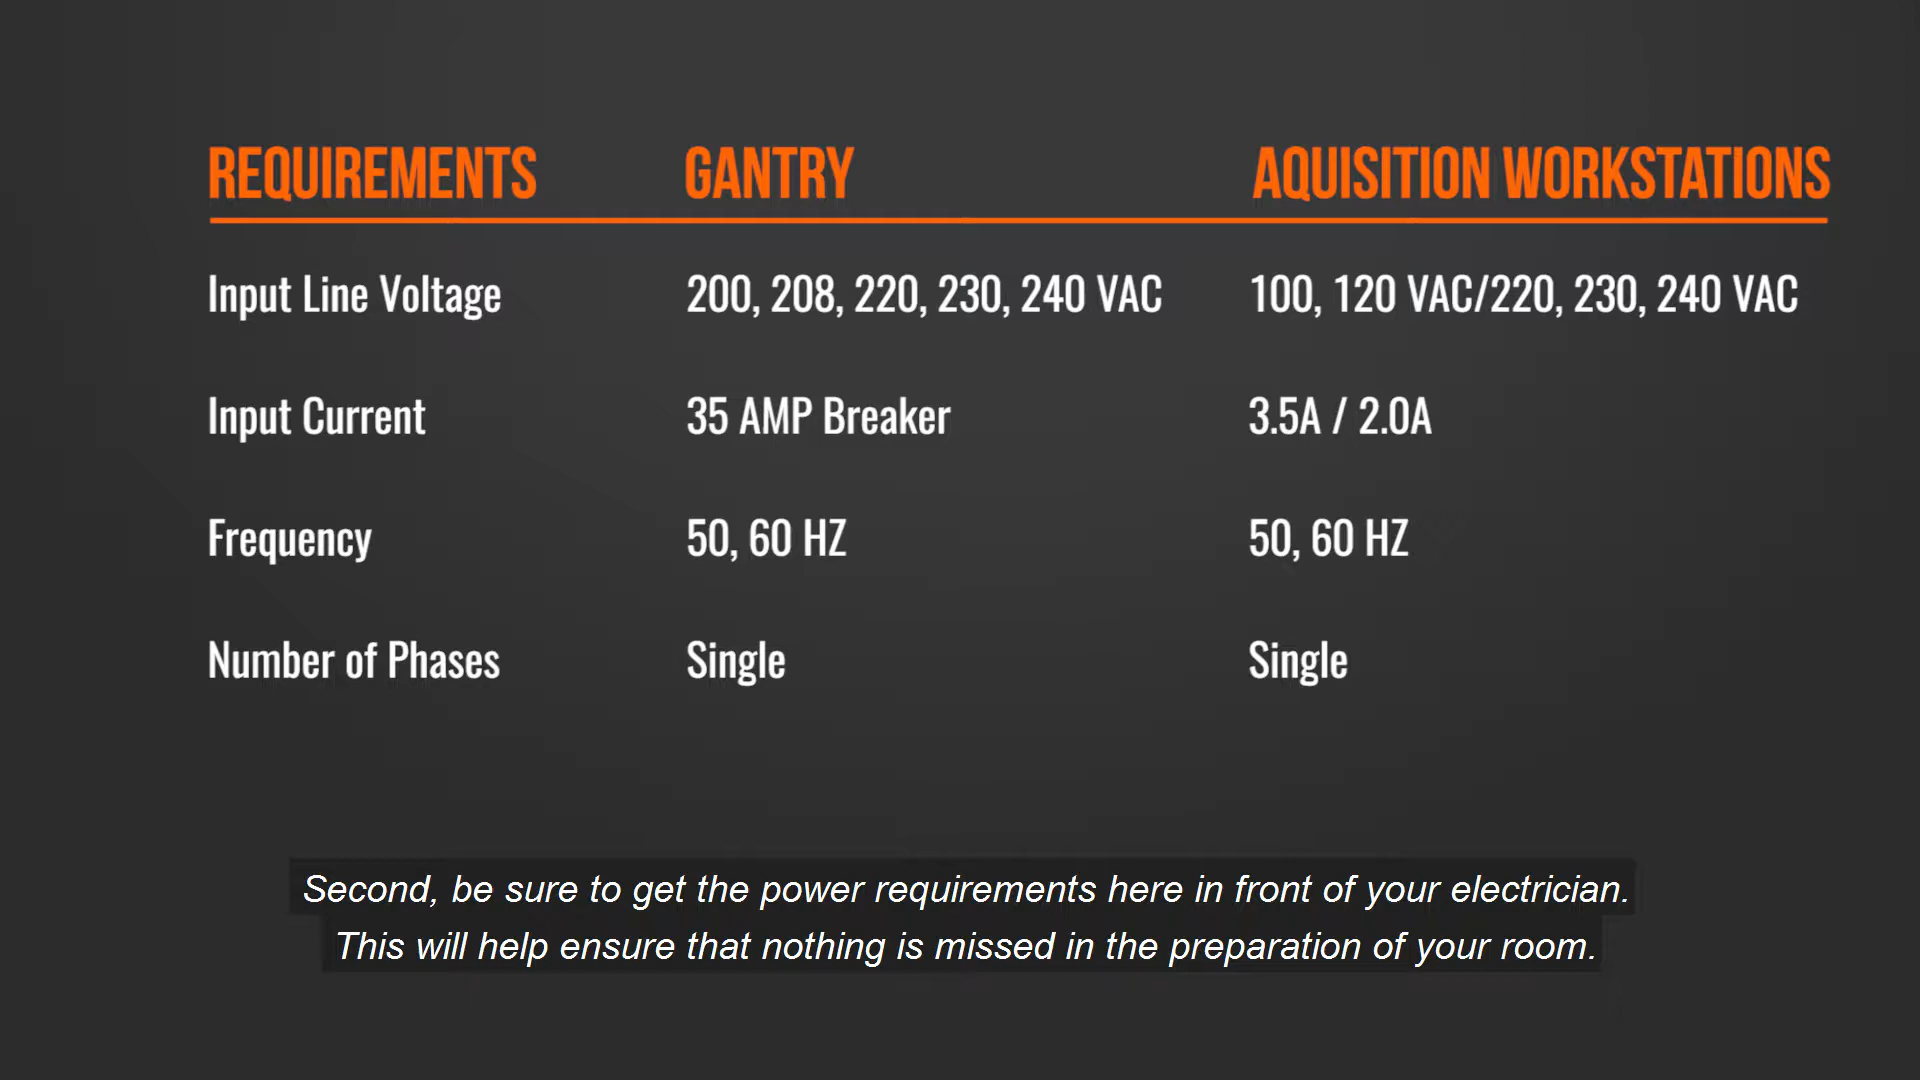 REQUIREMENTS GANTRY AQUISITION WORKSTATIONS
Input Line Voltage 200, 208, 220, 230, 240 VAC 100, 120 VAC/220, 230, 240 VAC
Input Current 35 AMP Breaker 3.5A / 2.0A
Frequency 50, 60 HZ 50, 60 HZ
Number of Phases Single Single
Second, be sure to get the power requirements here in front of your electrician.
This will help ensure that nothing is missed in the preparation of your room.